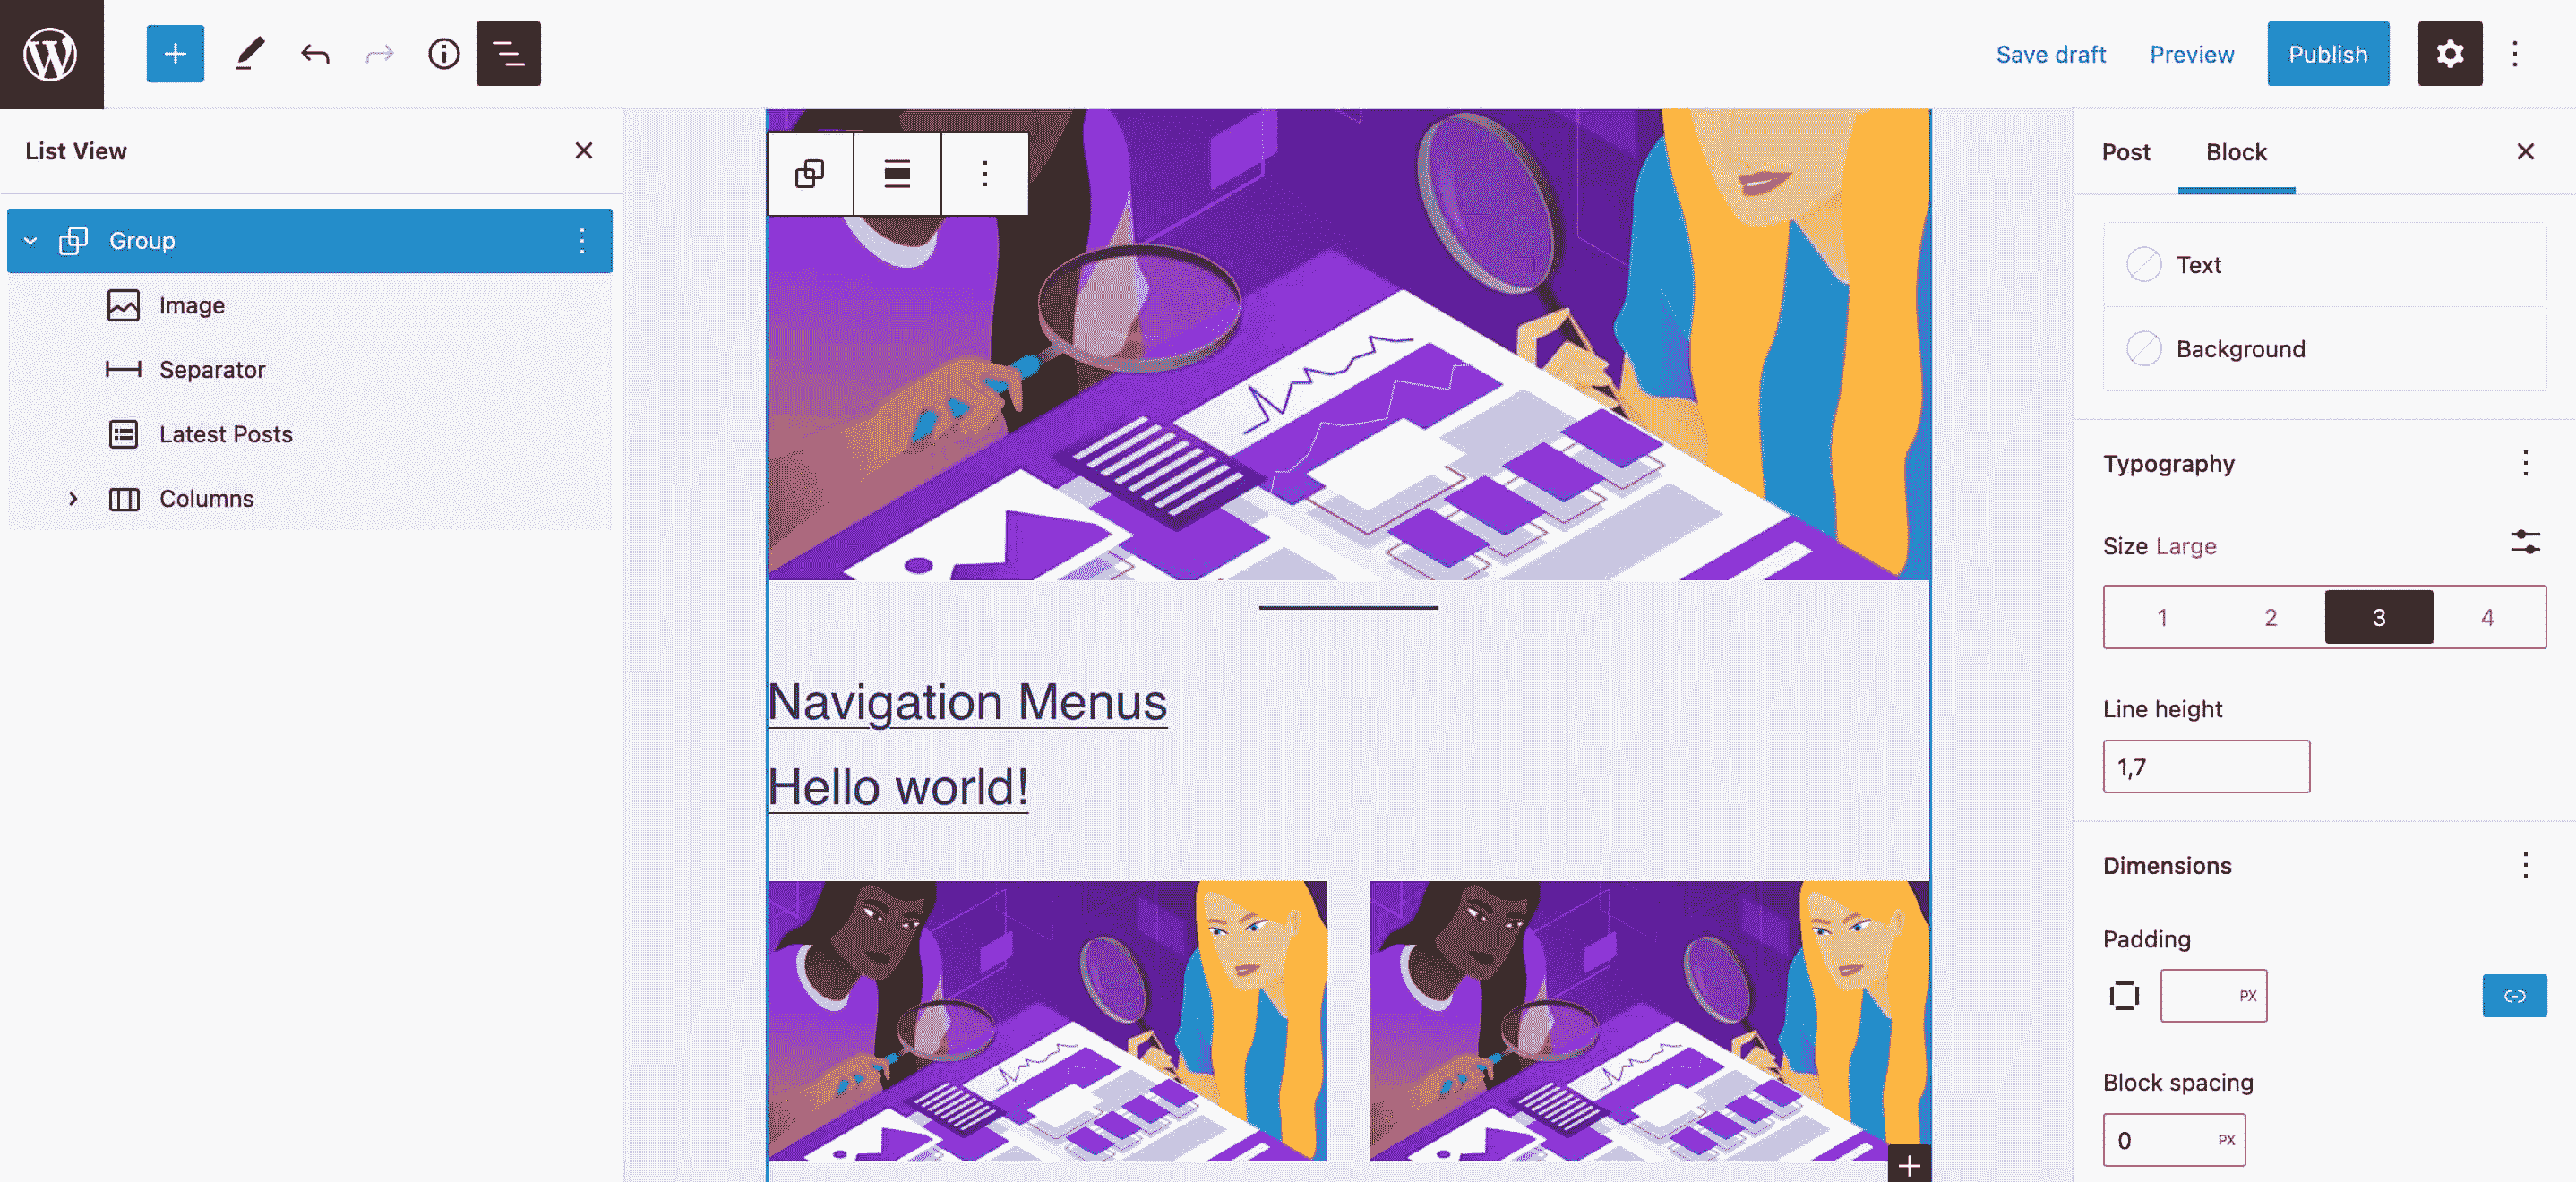 Save draft Preview Publish
List View
Group
Image
Separator
Latest Posts
Columns
Navigation Menus
Hello world!
Post Block
Text
Background
Typography
Size Large
1 2 3 4
Line height
1,7
Dimensions
Padding
PX
Block spacing
0 PX